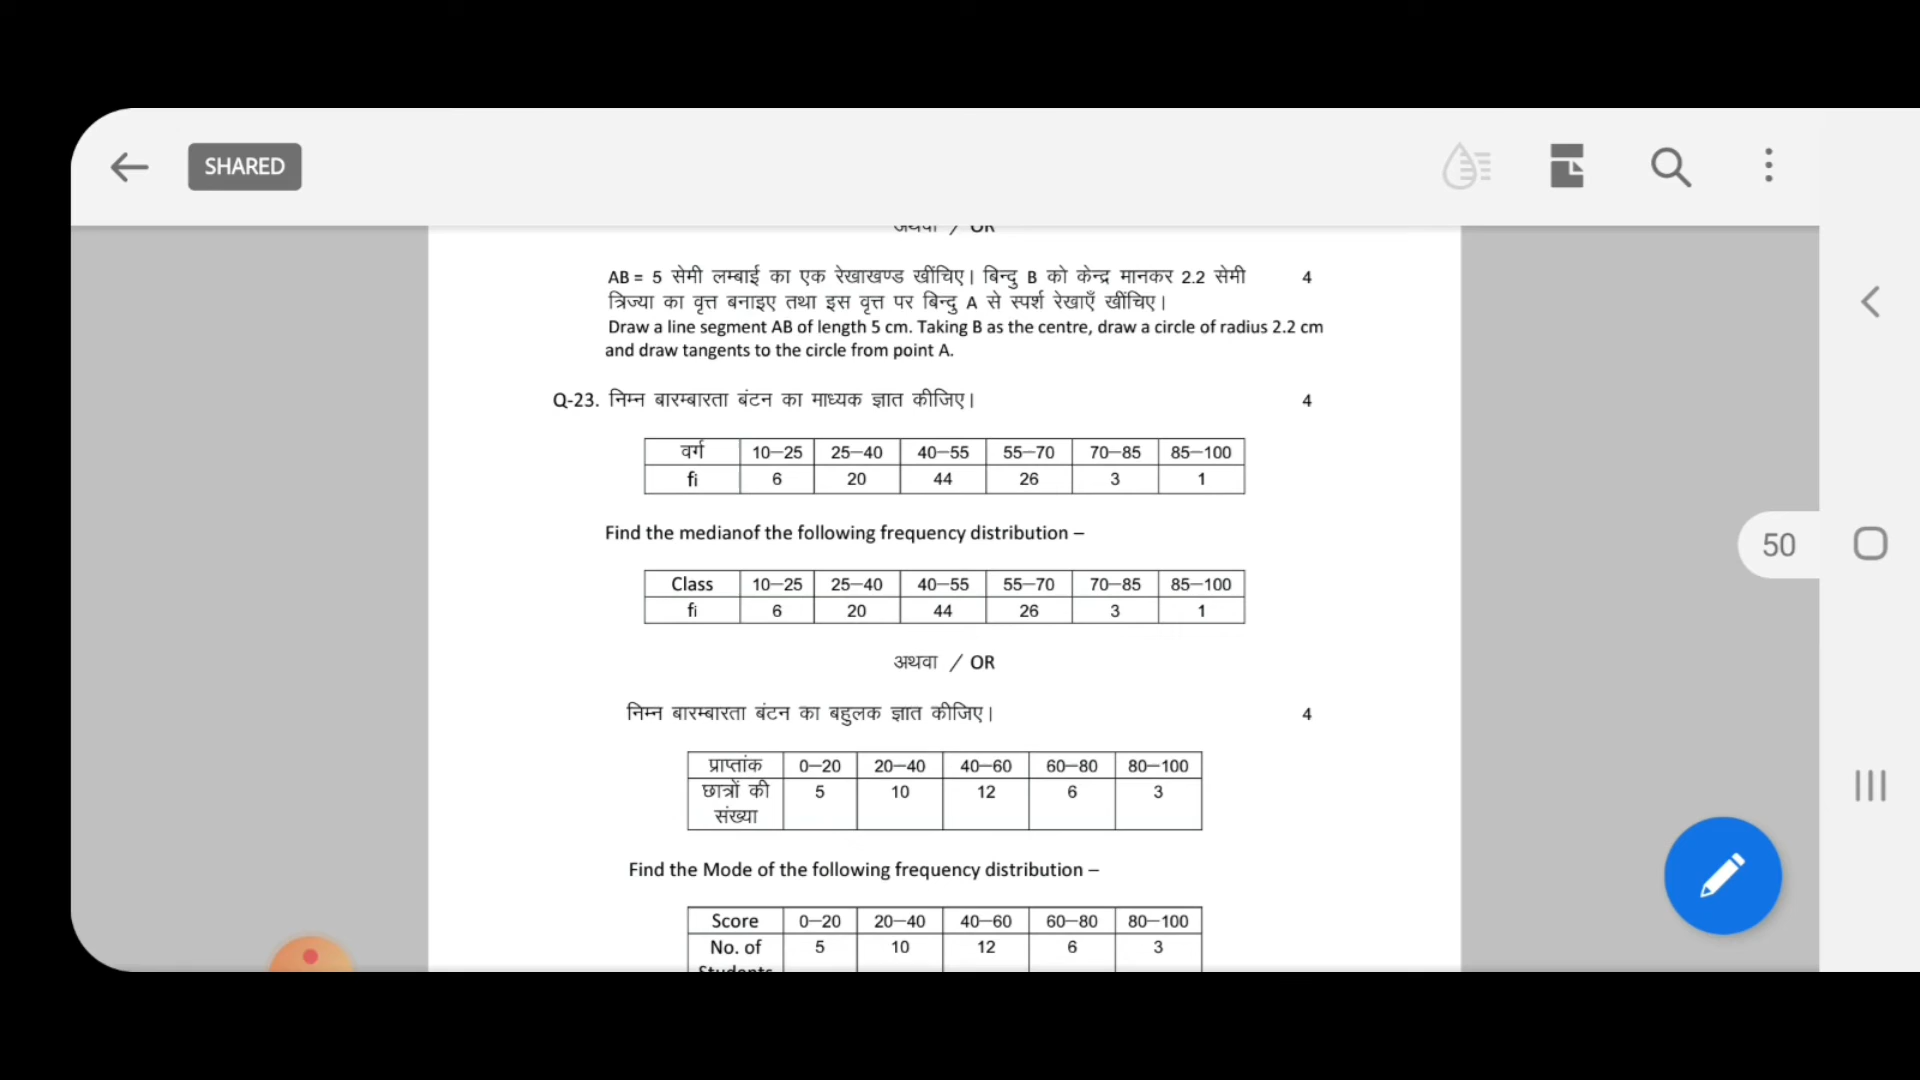 SHARED
अथवा / OR
AB = 5 सेमी लम्बाई का एक रेखाखण्ड खींचिए। बिन्दु B को केन्द्र मानकर 2.2 सेमी 4
त्रिज्या का वृत्त बनाइए तथा इस वृत्त पर बिन्दु A से स्पर्श रेखाएँ खींचिए।
Draw a line segment AB of length 5 cm. Taking B as the centre, draw a circle of radius 2.2 cm
and draw tangents to the circle from point A.
Q-23. निम्न बारम्बारता बंटन का माध्यक ज्ञात कीजिए। 4
वर्ग 10–25 25–40 40–55 55–70 70–85 85–100
fi 6 20 44 26 3 1
Find the medianof the following frequency distribution –
50
Class 10–25 25–40 40–55 55–70 70–85 85–100
fi 6 20 44 26 3 1
अथवा / OR
निम्न बारम्बारता बंटन का बहुलक ज्ञात कीजिए। 4
प्राप्तांक 0–20 20–40 40–60 60–80 80–100
छात्रों की 5 10 12 6 3
संख्या
Find the Mode of the following frequency distribution –
Score 0–20 20–40 40–60 60–80 80–100
No. of 5 10 12 6 3
Students